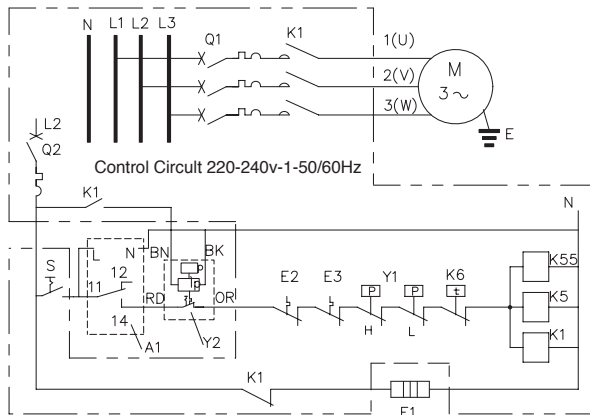 N L1 L2 L3
Q1
K1
1(U)
2(V)
3(W)
M
3~
E
L2
Q2
Control Circuit 220-240v-1-50/60Hz
K1
N
L N BN BK
S
11 12
14
RD OR
A1
Y2
E2 E3 Y1 K6
P P t
H L
K55
K5
K1
K1
E1